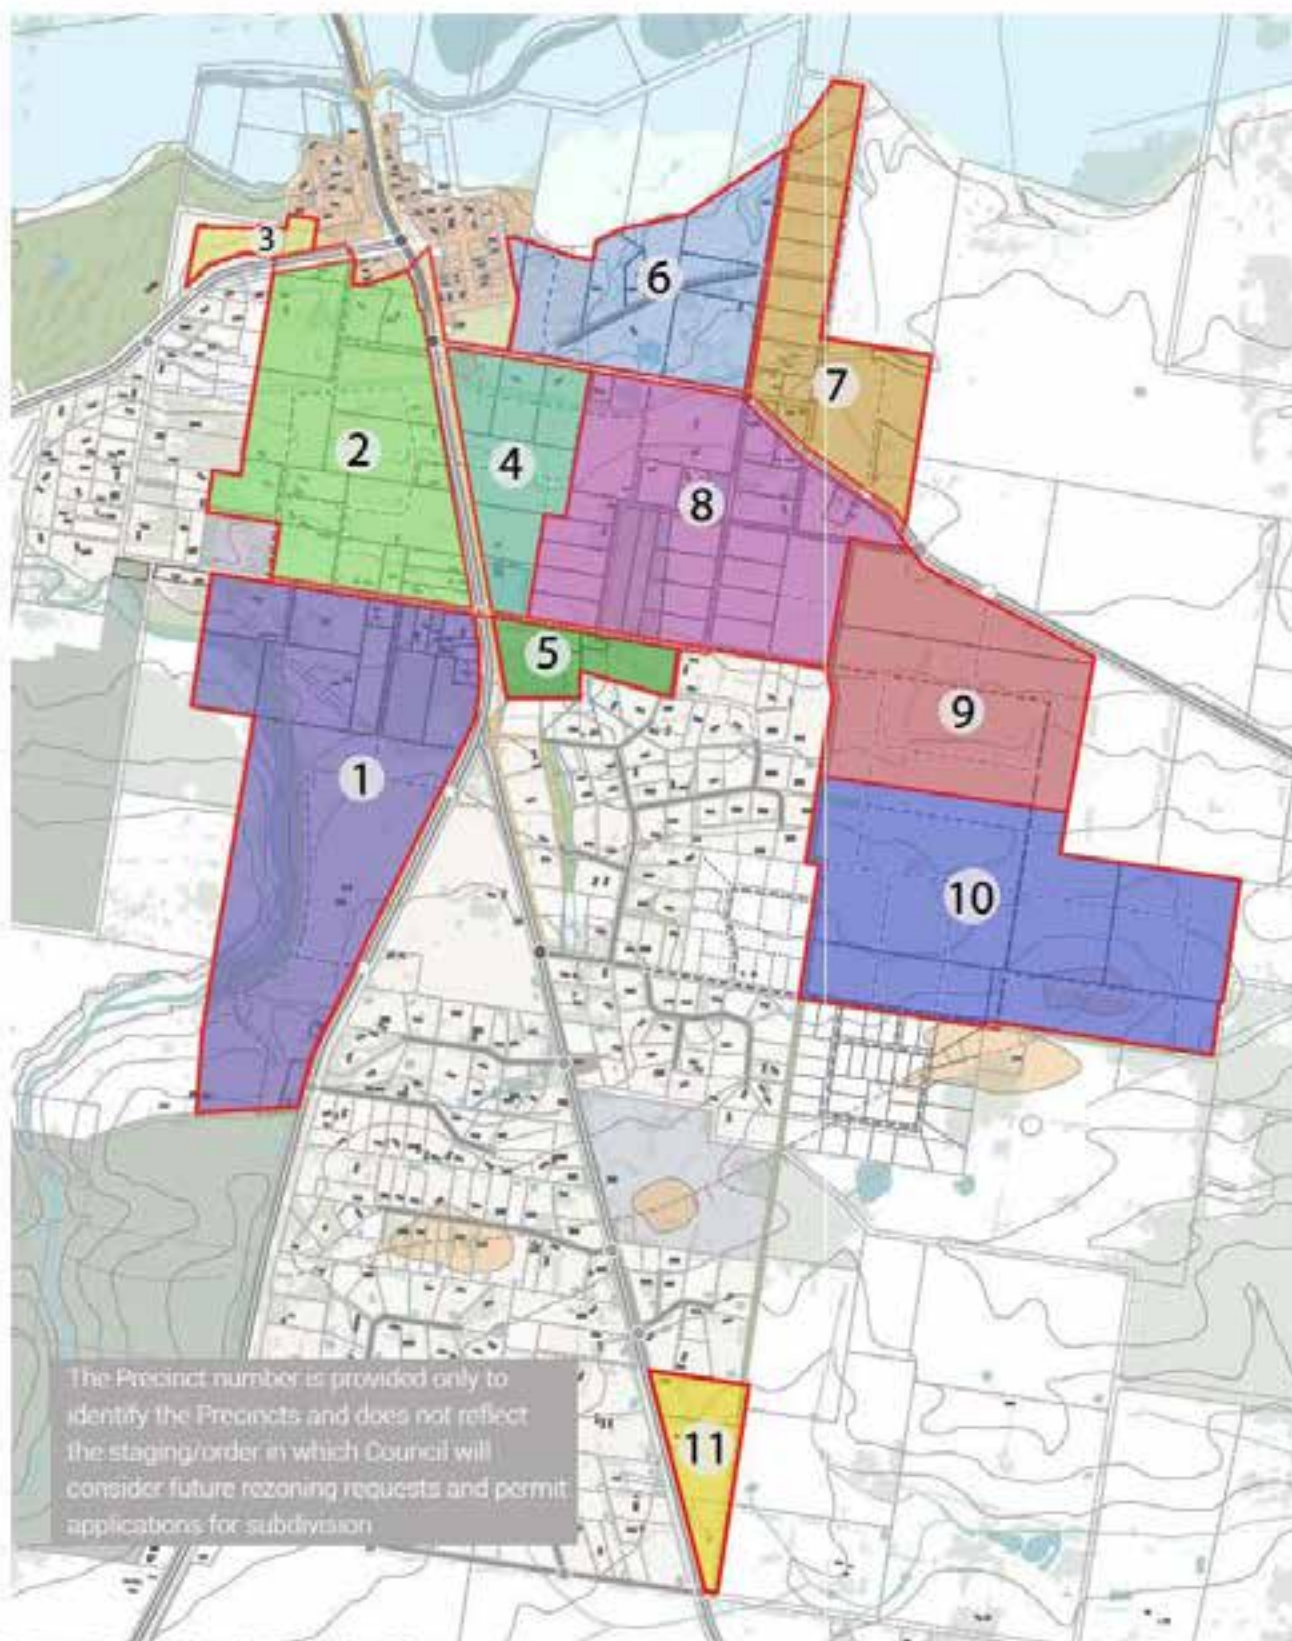 3
6
7
2
4
8
5
9
1
10
11
The Precinct number is provided only to
identify the Precincts and does not reflect
the staging/order in which Council will
consider future rezoning requests and permit
applications for subdivision